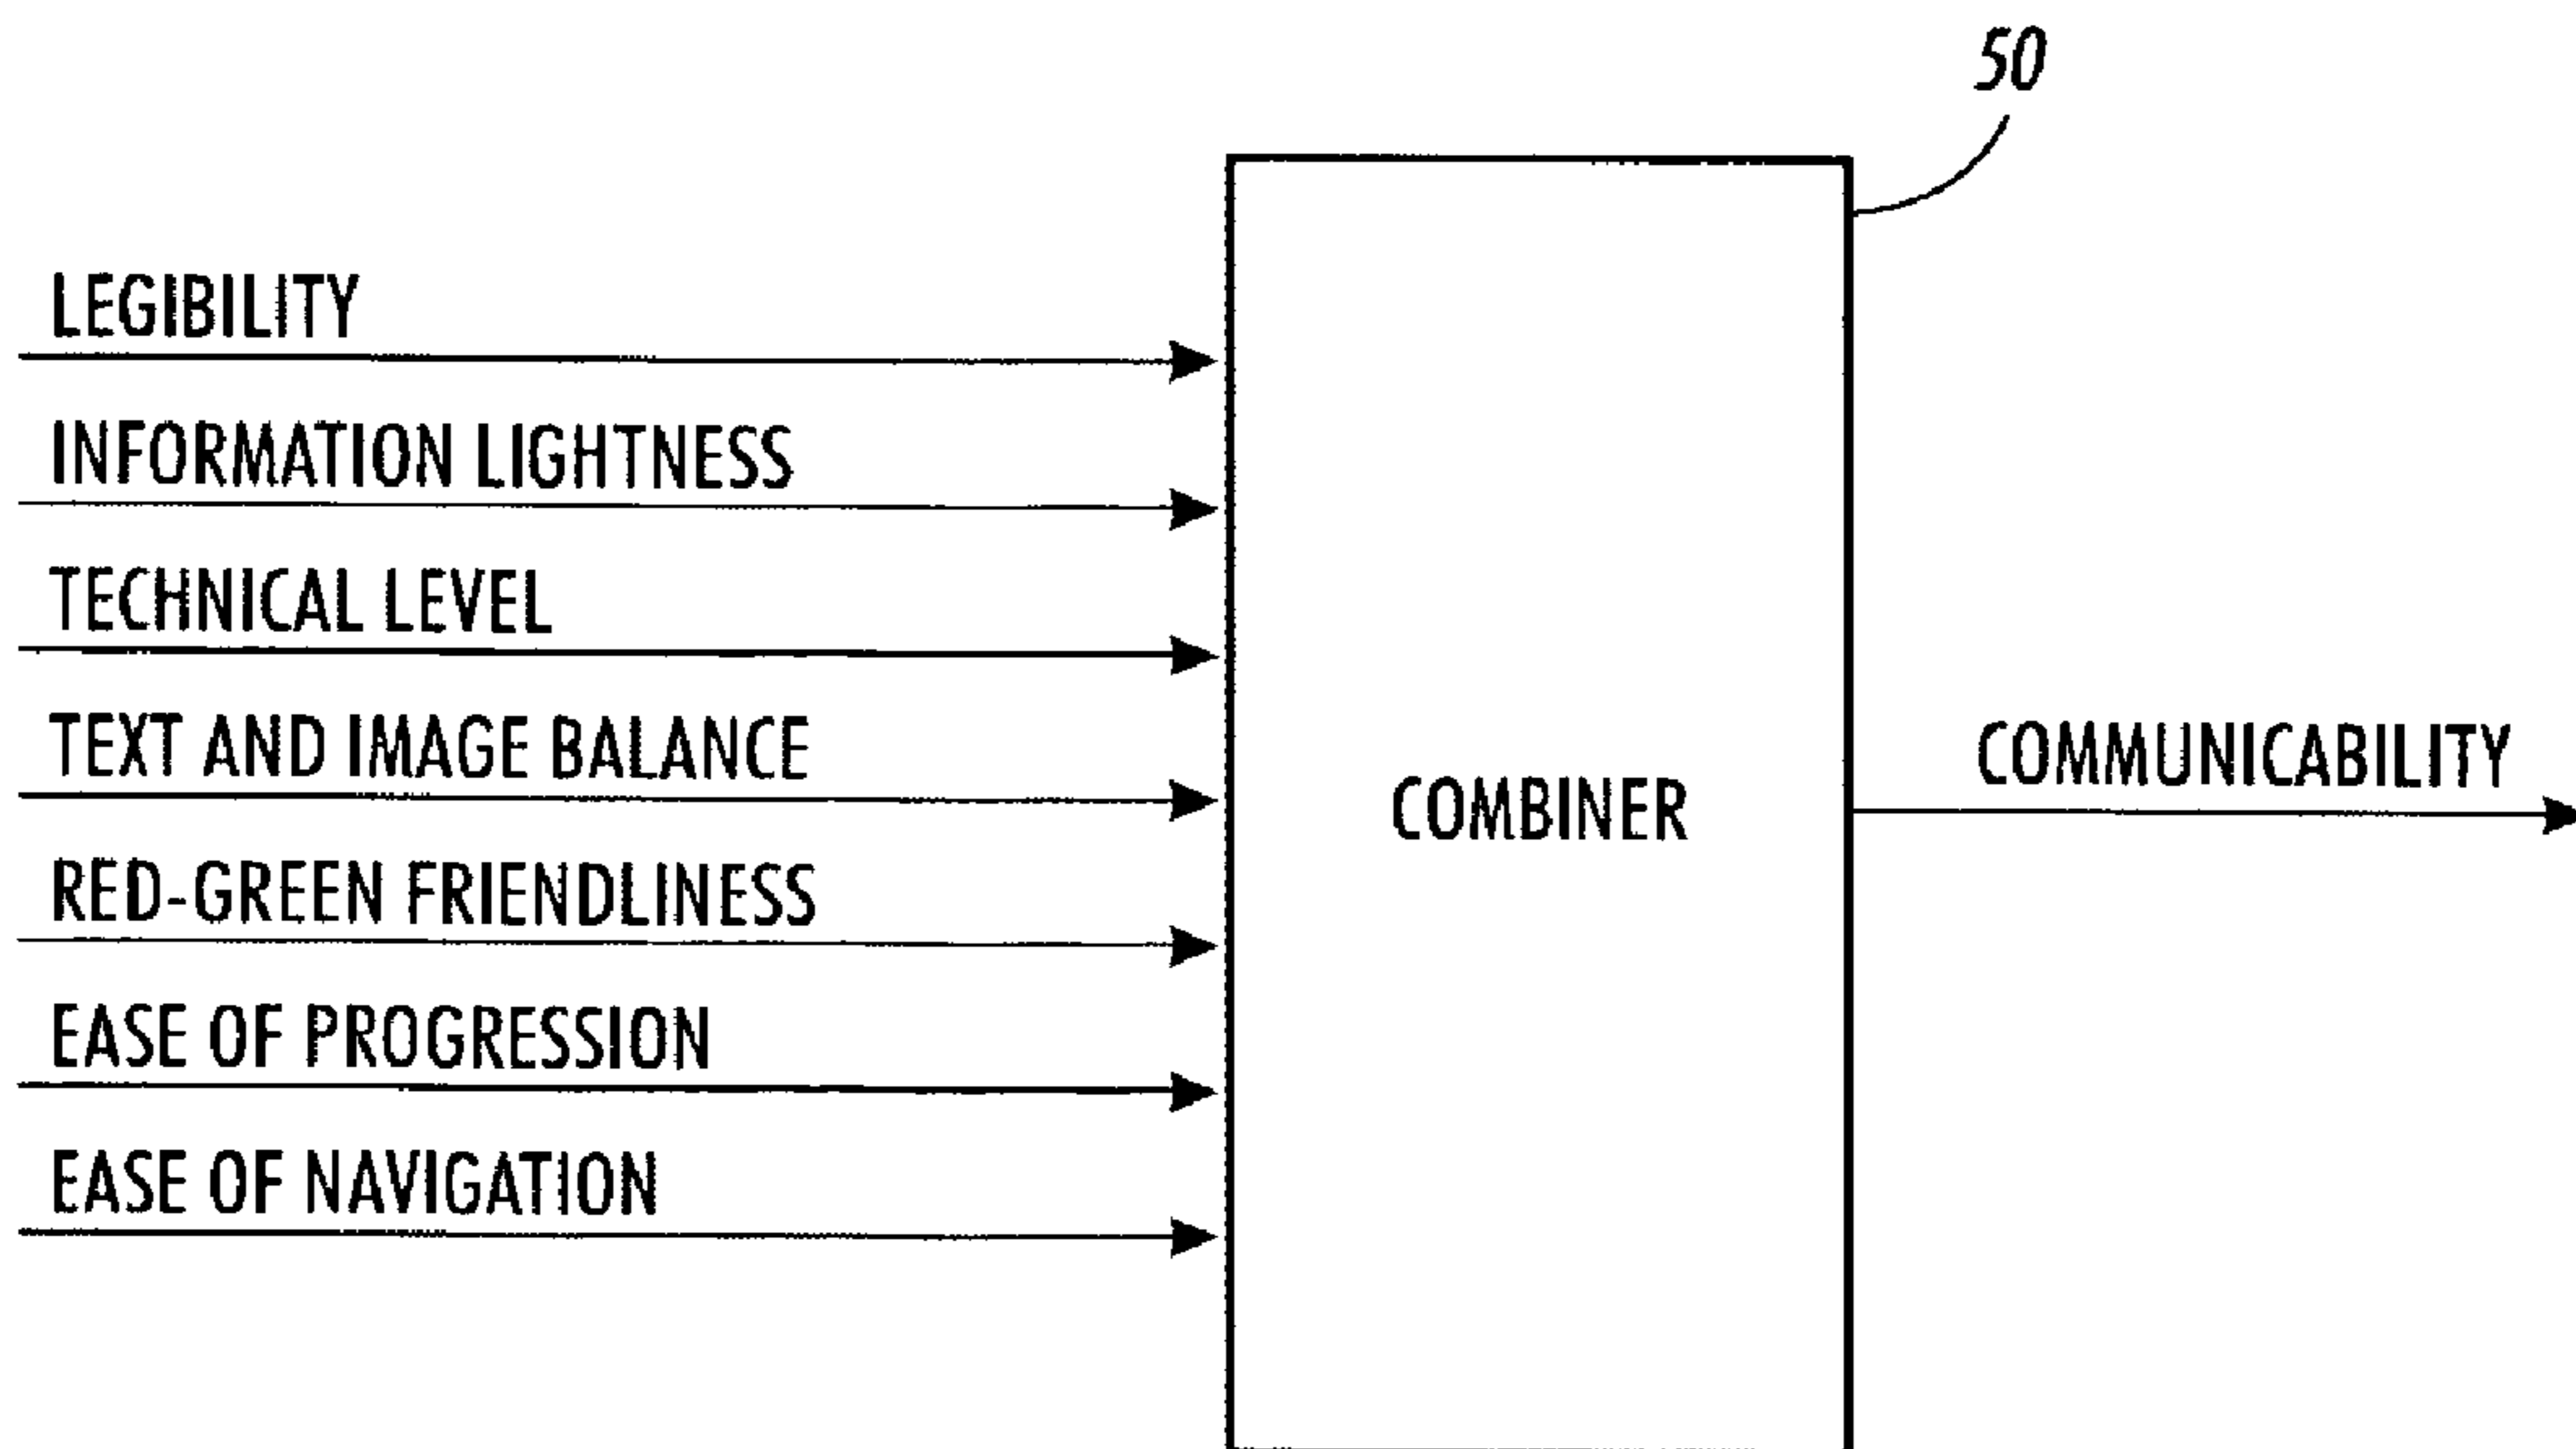 50
LEGIBILITY
INFORMATION LIGHTNESS
TECHNICAL LEVEL
TEXT AND IMAGE BALANCE
RED-GREEN FRIENDLINESS
EASE OF PROGRESSION
EASE OF NAVIGATION
COMBINER
COMMUNICABILITY